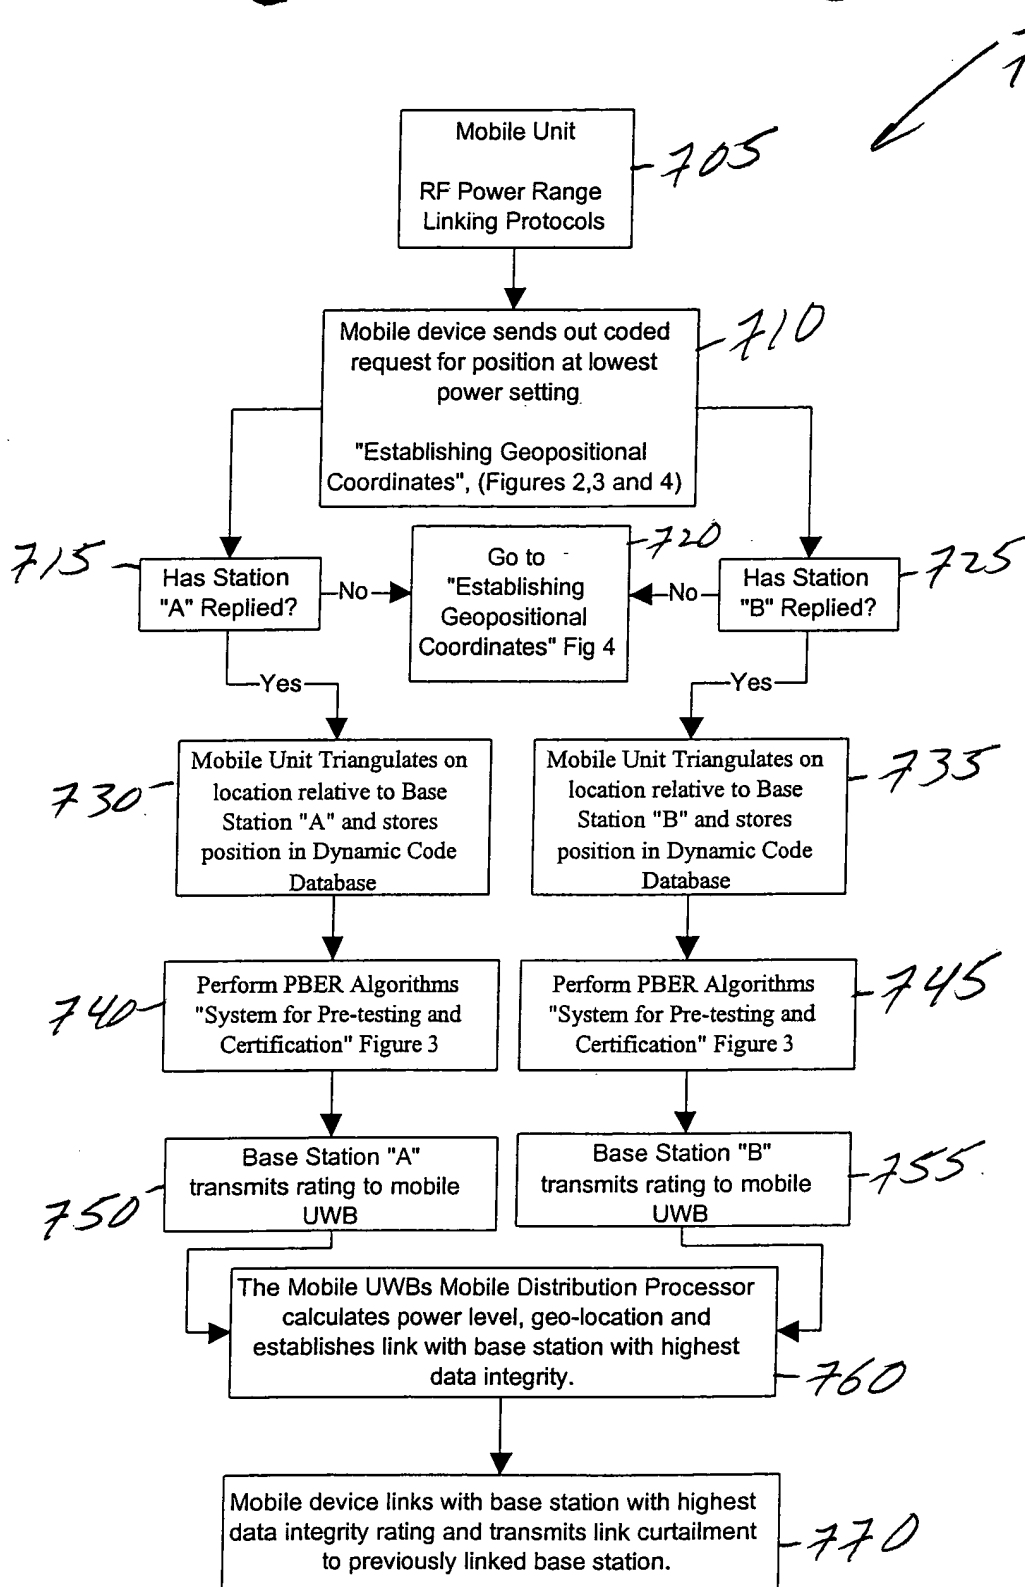 Mobile Unit
RF Power Range
Linking Protocols
705
Mobile device sends out coded
request for position at lowest
power setting
"Establishing Geopositional
Coordinates", (Figures 2,3 and 4)
710
715
Has Station
"A" Replied?
No
Go to
"Establishing
Geopositional
Coordinates" Fig 4
720
No
Has Station
"B" Replied?
725
Yes
Yes
730
Mobile Unit Triangulates on
location relative to Base
Station "A" and stores
position in Dynamic Code
Database
Mobile Unit Triangulates on
location relative to Base
Station "B" and stores
position in Dynamic Code
Database
735
740
Perform PBER Algorithms
"System for Pre-testing and
Certification" Figure 3
Perform PBER Algorithms
"System for Pre-testing and
Certification" Figure 3
745
750
Base Station "A"
transmits rating to mobile
UWB
Base Station "B"
transmits rating to mobile
UWB
755
The Mobile UWBs Mobile Distribution Processor
calculates power level, geo-location and
establishes link with base station with highest
data integrity.
760
Mobile device links with base station with highest
data integrity rating and transmits link curtailment
to previously linked base station.
770